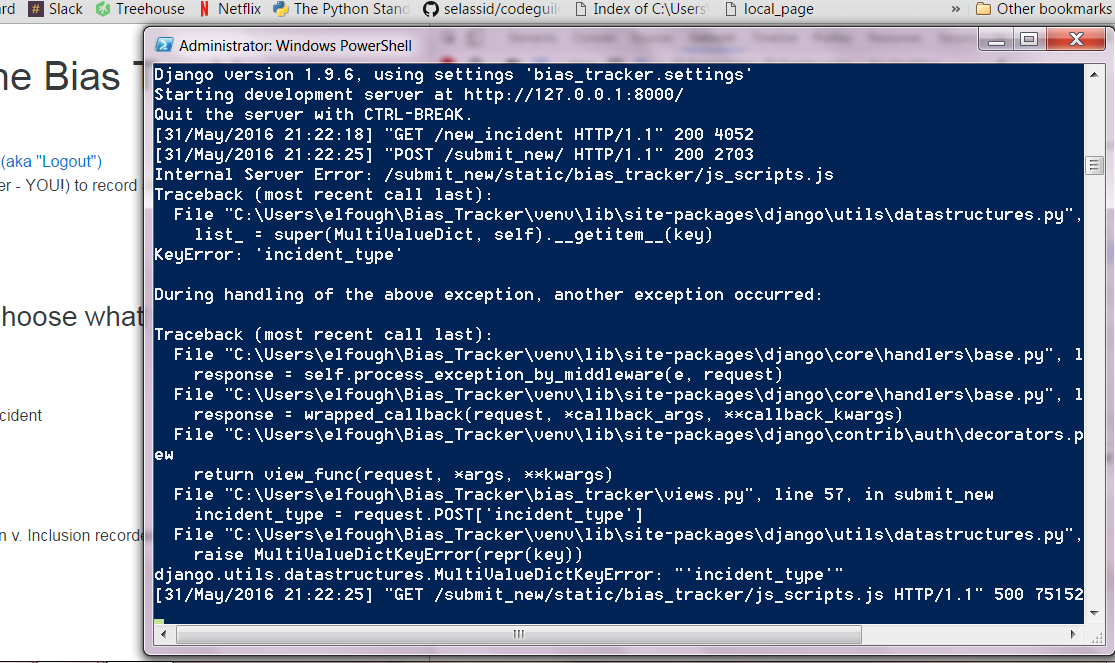 rd Slack Treehouse Netflix The Python Stand selassid/codeguil Index of C:\Users\ local_page » Other bookmarks
Administrator: Windows PowerShell
ne Bias T
(aka "Logout")
er - YOU!) to record
hoose what
cident
n v. Inclusion recorde
Django version 1.9.6, using settings 'bias_tracker.settings'
Starting development server at http://127.0.0.1:8000/
Quit the server with CTRL-BREAK.
[31/May/2016 21:22:18] "GET /new_incident HTTP/1.1" 200 4052
[31/May/2016 21:22:25] "POST /submit_new/ HTTP/1.1" 200 2703
Internal Server Error: /submit_new/static/bias_tracker/js_scripts.js
Traceback (most recent call last):
  File "C:\Users\elfough\Bias_Tracker\venv\lib\site-packages\django\utils\datastructures.py",
    list_ = super(MultiValueDict, self).__getitem__(key)
KeyError: 'incident_type'
During handling of the above exception, another exception occurred:
Traceback (most recent call last):
  File "C:\Users\elfough\Bias_Tracker\venv\lib\site-packages\django\core\handlers\base.py", l
    response = self.process_exception_by_middleware(e, request)
  File "C:\Users\elfough\Bias_Tracker\venv\lib\site-packages\django\core\handlers\base.py", l
    response = wrapped_callback(request, *callback_args, **callback_kwargs)
  File "C:\Users\elfough\Bias_Tracker\venv\lib\site-packages\django\contrib\auth\decorators.p
ew
    return view_func(request, *args, **kwargs)
  File "C:\Users\elfough\Bias_Tracker\bias_tracker\views.py", line 57, in submit_new
    incident_type = request.POST['incident_type']
  File "C:\Users\elfough\Bias_Tracker\venv\lib\site-packages\django\utils\datastructures.py",
    raise MultiValueDictKeyError(repr(key))
django.utils.datastructures.MultiValueDictKeyError: "'incident_type'"
[31/May/2016 21:22:25] "GET /submit_new/static/bias_tracker/js_scripts.js HTTP/1.1" 500 75152